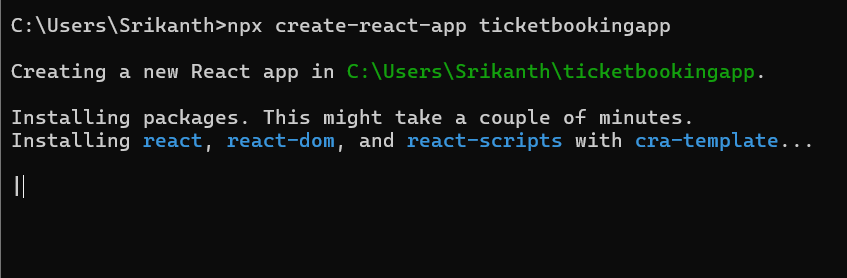 C:\Users\Srikanth>npx create-react-app ticketbookingapp
Creating a new React app in C:\Users\Srikanth\ticketbookingapp.
Installing packages. This might take a couple of minutes.
Installing react, react-dom, and react-scripts with cra-template...
|